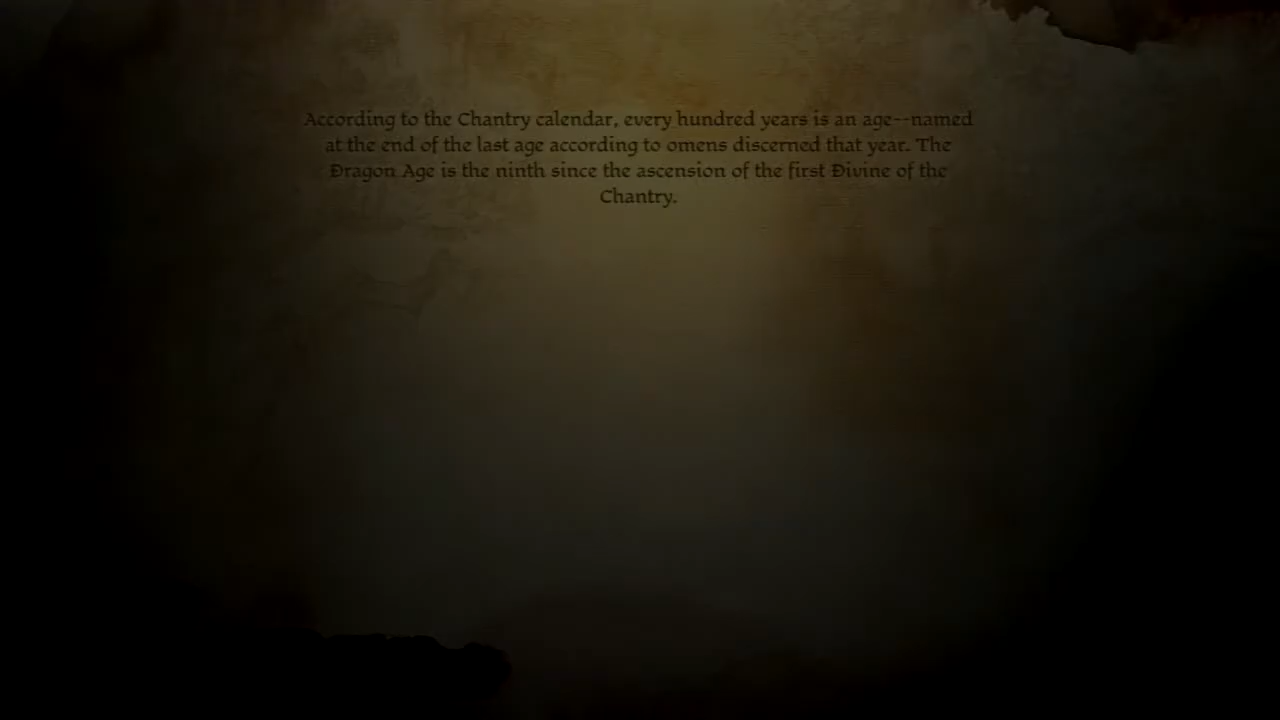 According to the Chantry calendar, every hundred years is an age--named
at the end of the last age according to omens discerned that year. The
Dragon Age is the ninth since the ascension of the first Divine of the
Chantry.